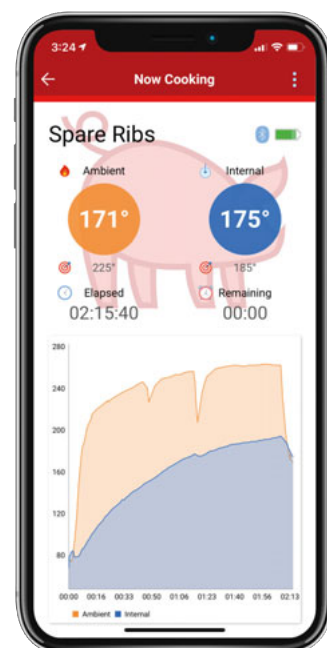 3:24
Now Cooking
Spare Ribs
Ambient Internal
171° 175°
225° 185°
Elapsed Remaining
02:15:40 00:00
280
240
200
160
120
80
00:00 00:16 00:33 00:50 01:06 01:23 01:40 01:56 02:13
Ambient Internal